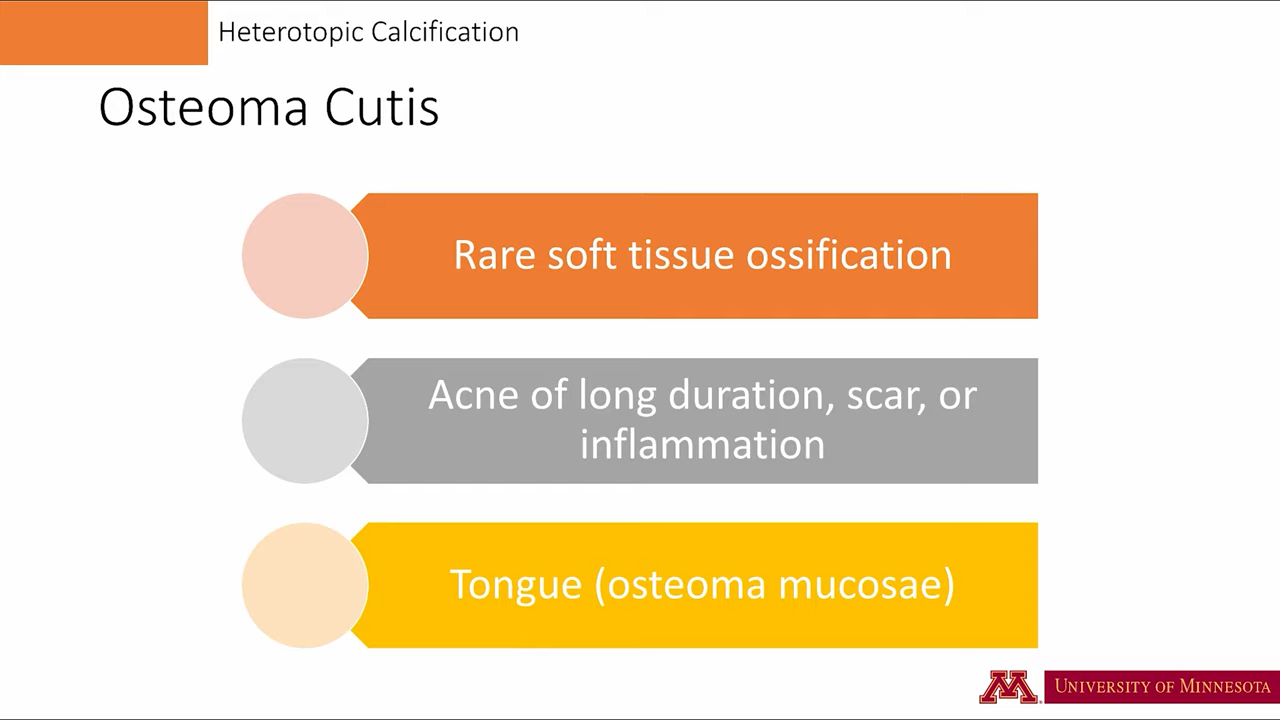 Heterotopic Calcification
Osteoma Cutis
Rare soft tissue ossification
Acne of long duration, scar, or
inflammation
Tongue (osteoma mucosae)
M University of Minnesota